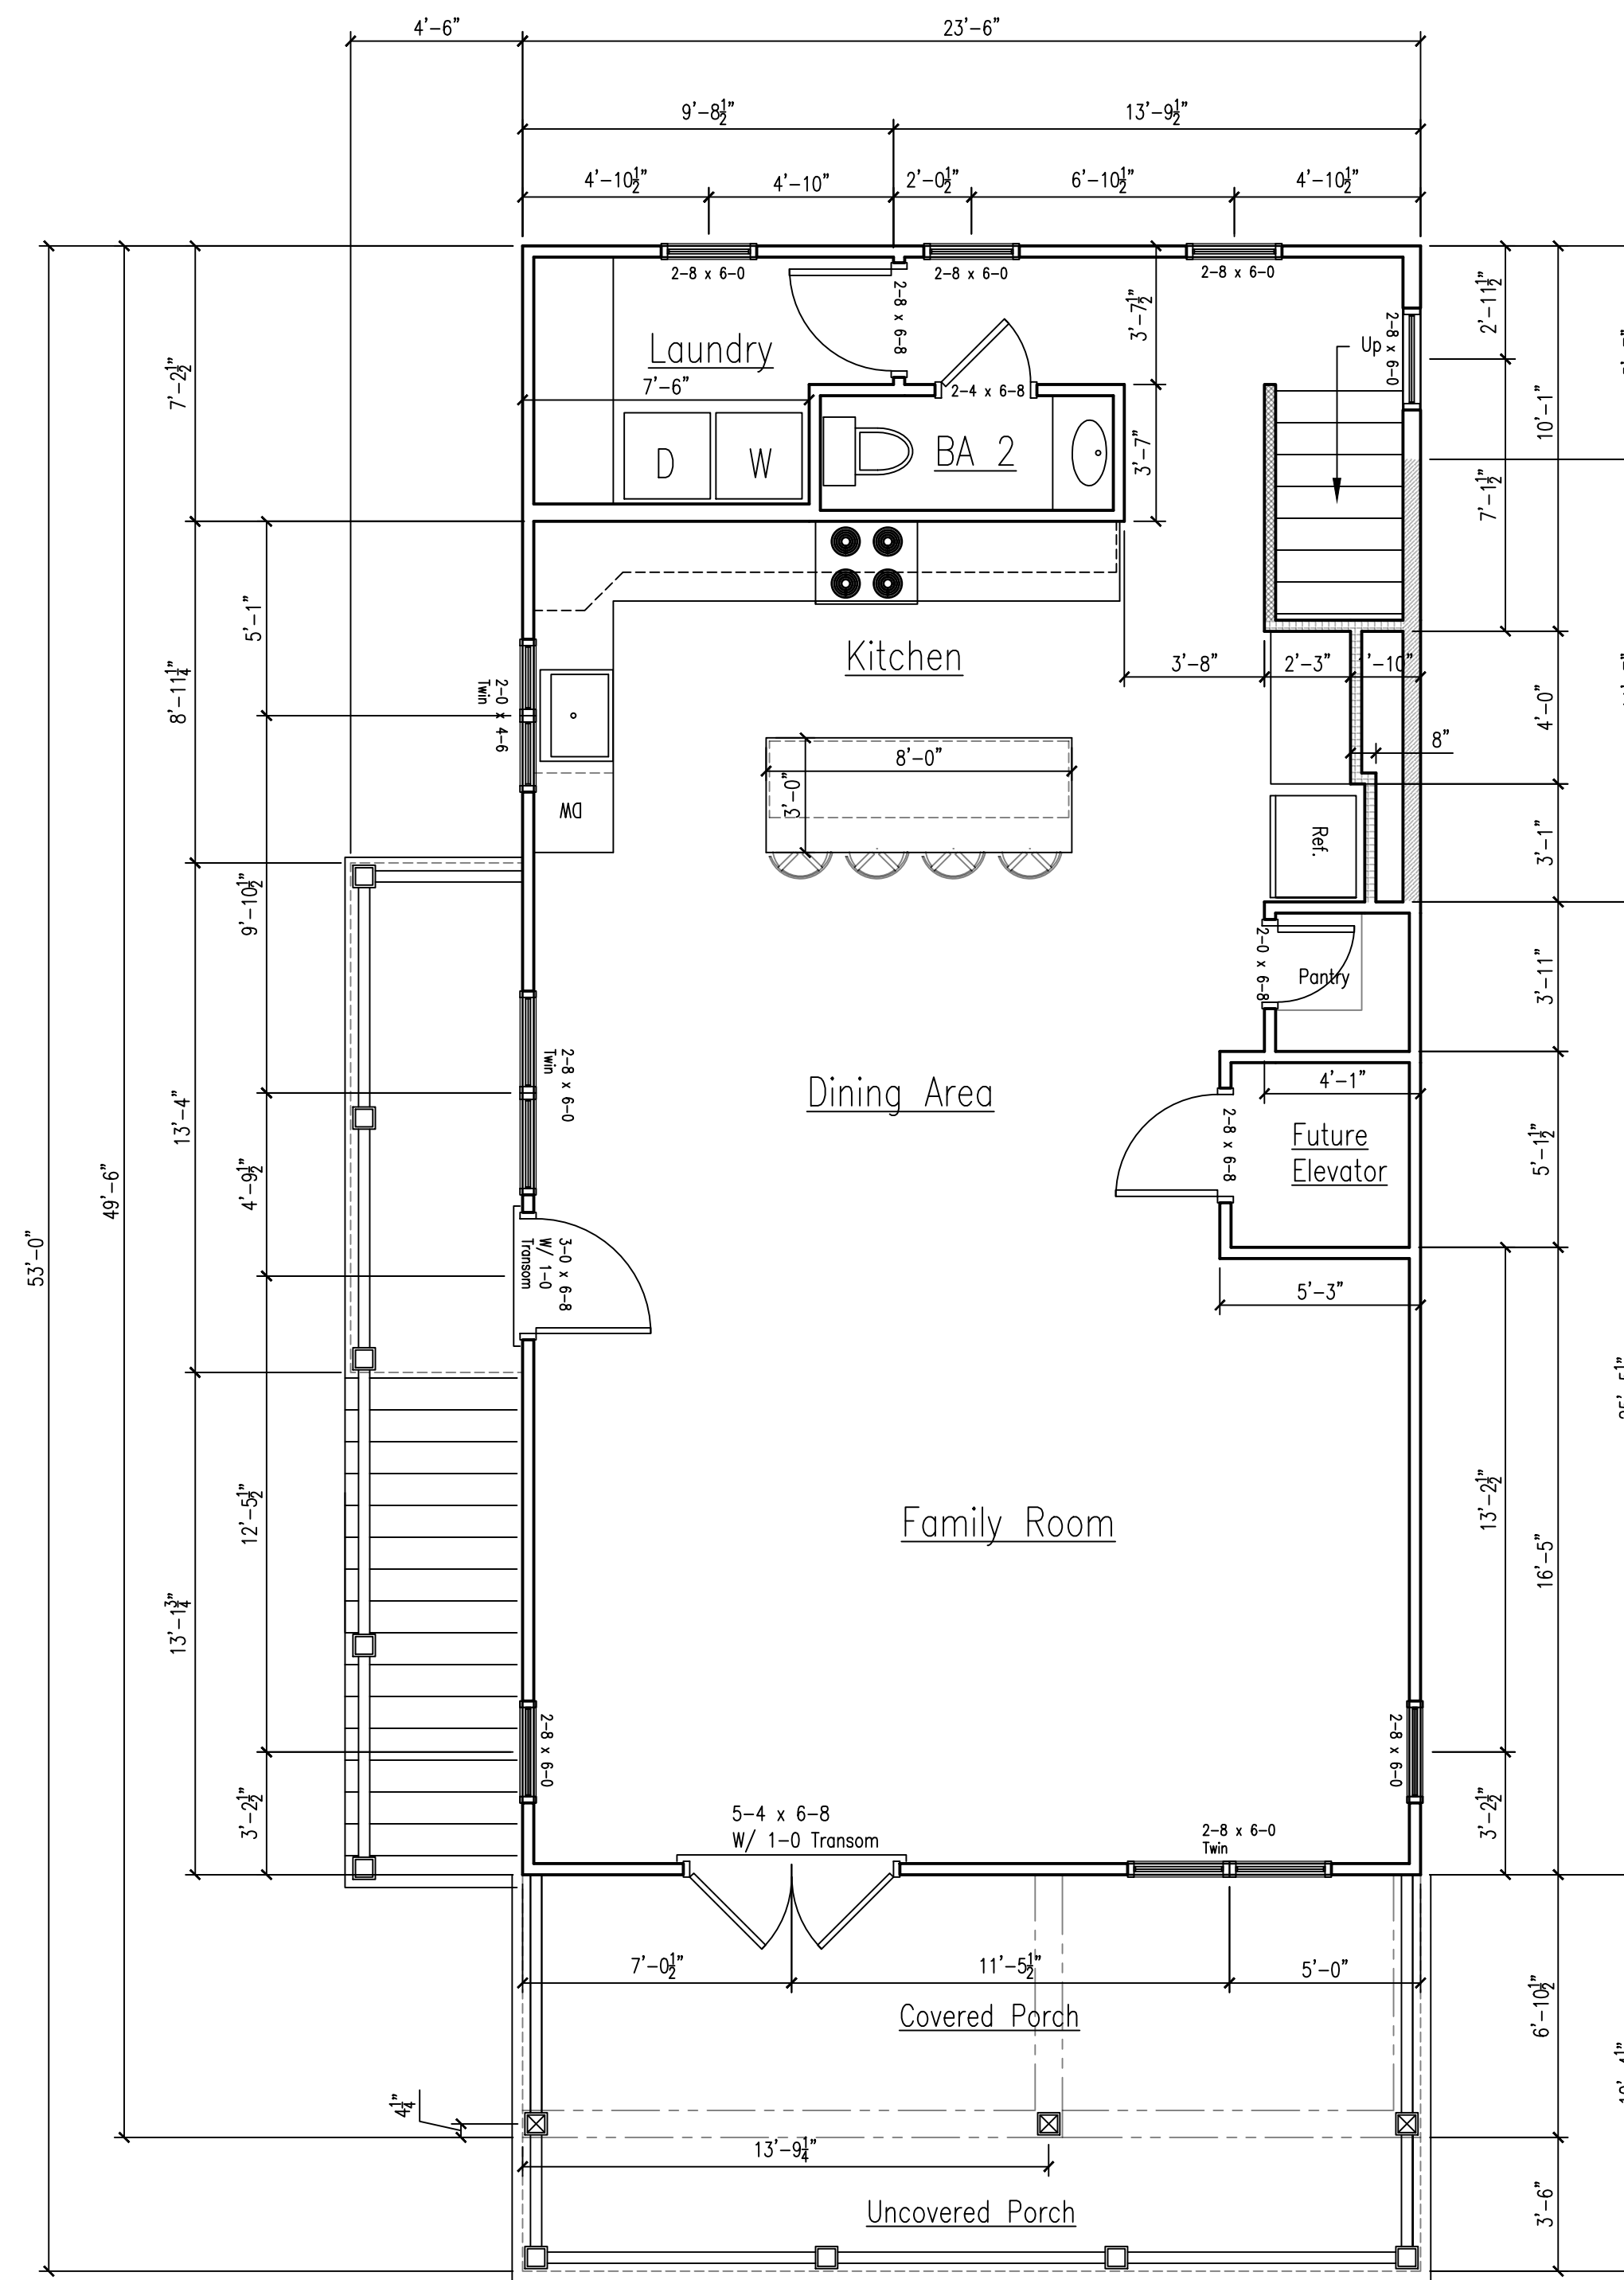 4'-6"
23'-6"
9'-8½"
13'-9½"
4'-10½"
4'-10"
2'-0½"
6'-10½"
4'-10½"
2-8 x 6-0
2-8 x 6-0
2-8 x 6-0
2-8 x 6-8
3'-7½"
2'-11½"
2-8 x 6-0
Up
Laundry
7'-2½"
7'-6"
2-4 x 6-8
10'-1"
D
W
BA 2
3'-7"
7'-1½"
5'-1"
Kitchen
3'-8"
2'-3"
8'-11¼"
2-0 x 4-6
Twin
4'-0"
8"
8'-0"
3'-0"
DW
Ref.
3'-1"
9'-10½"
2-0 x 6-8
Pantry
3'-11"
2-8 x 6-0
Twin
Dining Area
4'-1"
13'-4"
2-8 x 6-8
Future
Elevator
5'-1½"
49'-6"
4'-9½"
53'-0"
3-0 x 6-8
W/ 1-0
Transom
5'-3"
12'-5½"
Family Room
13'-2½"
16'-5"
13'-1¾"
2-8 x 6-0
2-8 x 6-0
3'-2½"
5-4 x 6-8
W/ 1-0 Transom
2-8 x 6-0
Twin
3'-2½"
7'-0½"
11'-5½"
5'-0"
Covered Porch
6'-10½"
4¼"
13'-9¼"
Uncovered Porch
3'-6"